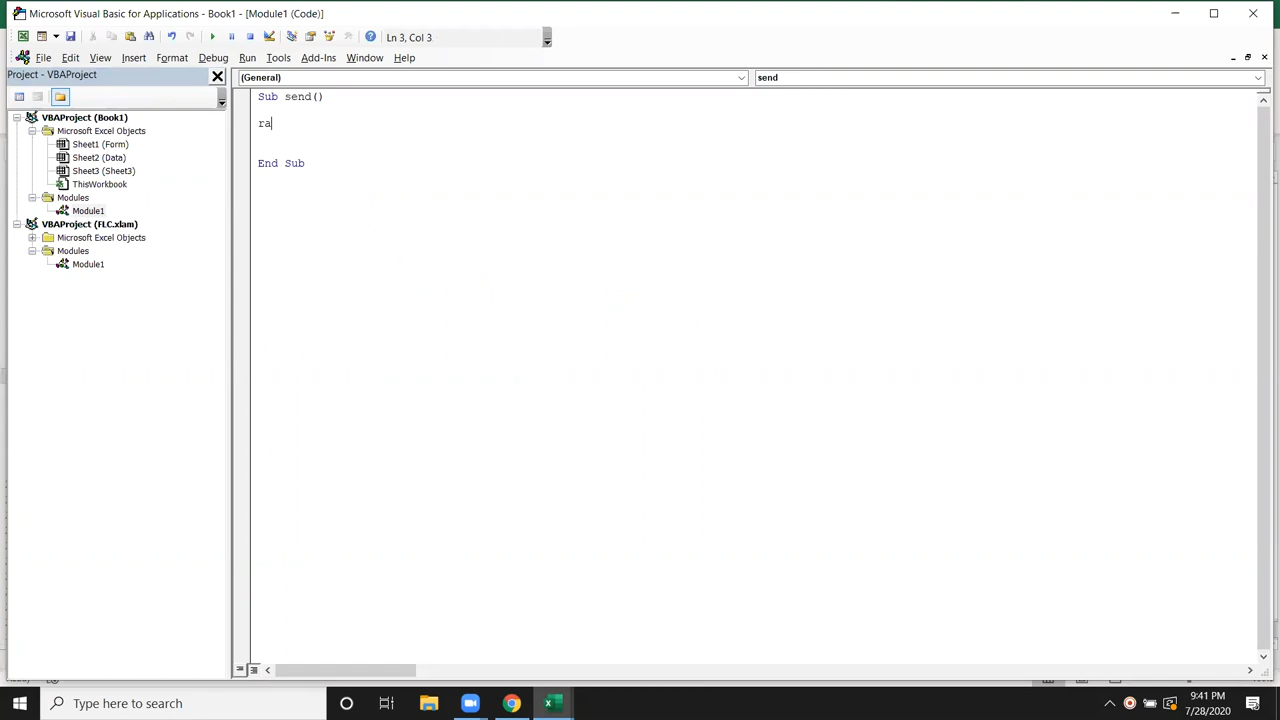 Microsoft Visual Basic for Applications - Book1 - [Module1 (Code)]
Ln 3, Col 3
File Edit View Insert Format Debug Run Tools Add-Ins Window Help
Project - VBAProject
(General) send
VBAProject (Book1)
Microsoft Excel Objects
Sheet1 (Form)
Sheet2 (Data)
Sheet3 (Sheet3)
ThisWorkbook
Modules
Module1
VBAProject (FLC.xlam)
Microsoft Excel Objects
Modules
Module1
Sub send()
ra
End Sub
Type here to search
9:41 PM
7/28/2020